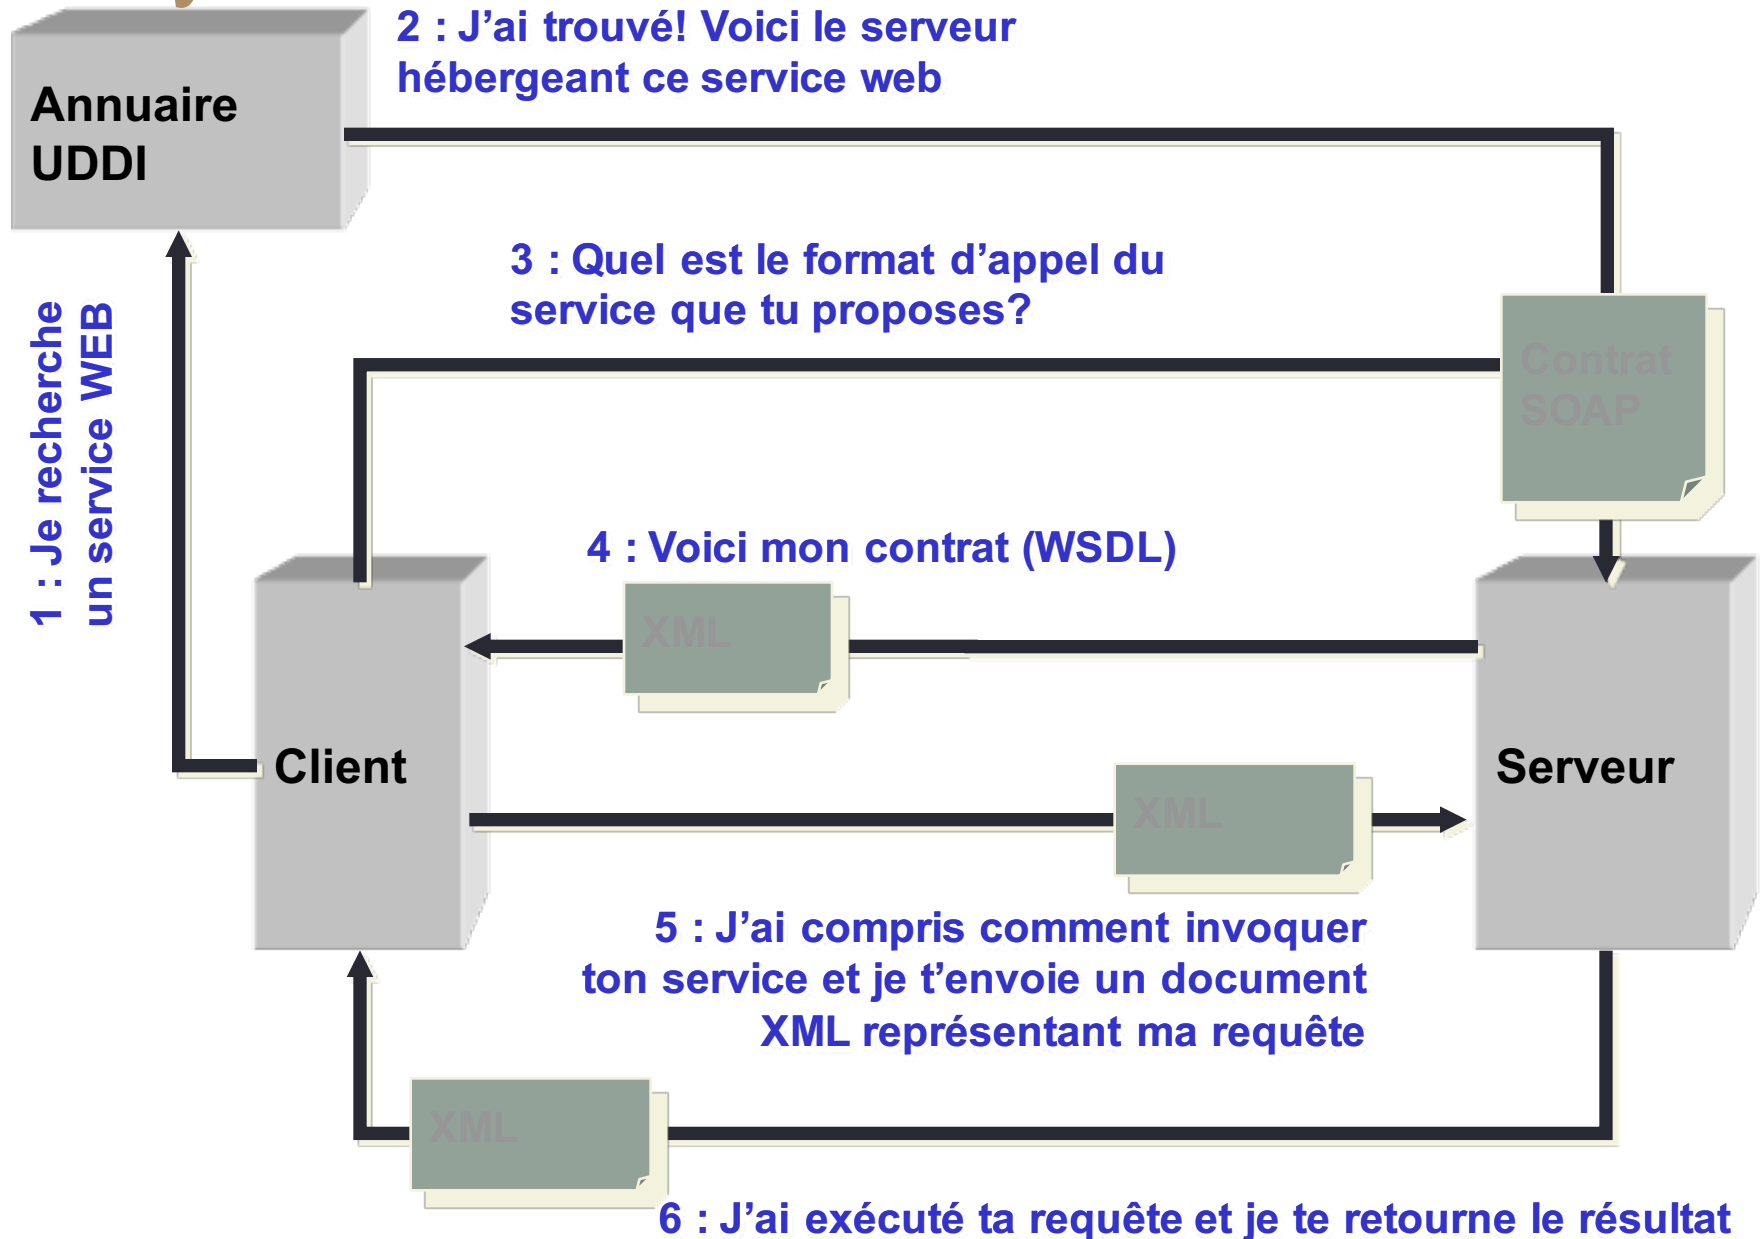 2 : J’ai trouvé! Voici le serveur
hébergeant ce service web
Annuaire
UDDI
3 : Quel est le format d’appel du
service que tu proposes?
1 : Je recherche
un service WEB
Contrat
SOAP
4 : Voici mon contrat (WSDL)
XML
Client
Serveur
XML
5 : J’ai compris comment invoquer
ton service et je t’envoie un document
XML représentant ma requête
XML
6 : J’ai exécuté ta requête et je te retourne le résultat